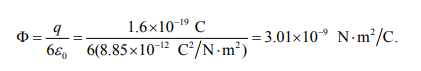 Φ = q/6ε₀ = 1.6×10⁻¹⁹ C / 6(8.85×10⁻¹² C²/N·m²) = 3.01×10⁻⁹ N·m²/C.